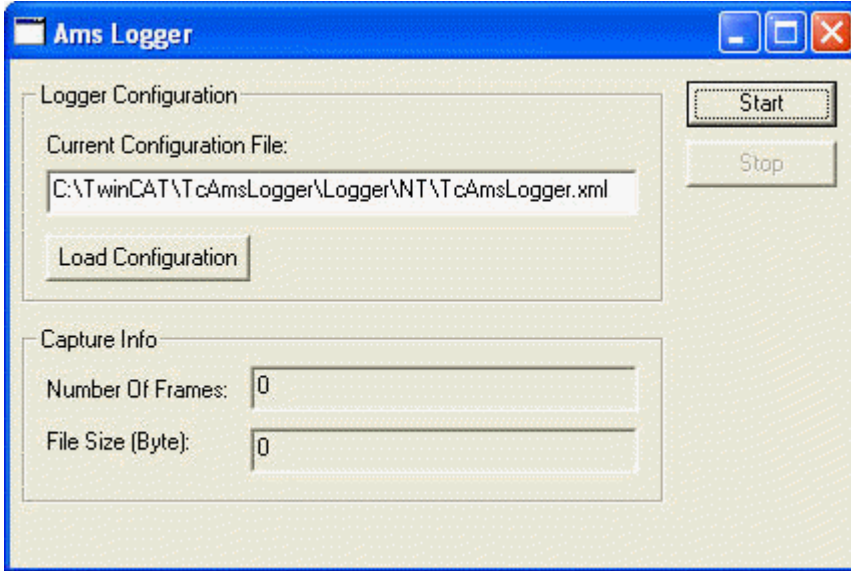 Ams Logger
Logger Configuration
Start
Current Configuration File:
Stop
C:\TwinCAT\TcAmsLogger\Logger\NT\TcAmsLogger.xml
Load Configuration
Capture Info
Number Of Frames: 0
File Size (Byte): 0